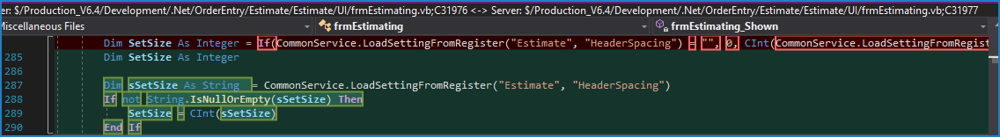 er: $/Production_V6.4/Development/.Net/OrderEntry/Estimate/Estimate/UI/frmEstimating.vb;C31976 <-> Server: $/Production_V6.4/Development/.Net/OrderEntry/Estimate/Estimate/UI/frmEstimating.vb;C31977
Miscellaneous Files frmEstimating frmEstimating_Shown
Dim SetSize As Integer = If(CommonService.LoadSettingFromRegister("Estimate", "HeaderSpacing") = "", 0, CInt(CommonService.LoadSettingFromRegist
285 Dim SetSize As Integer
286
287 Dim sSetSize As String = CommonService.LoadSettingFromRegister("Estimate", "HeaderSpacing")
288 If not String.IsNullOrEmpty(sSetSize) Then
289 SetSize = CInt(sSetSize)
290 End If